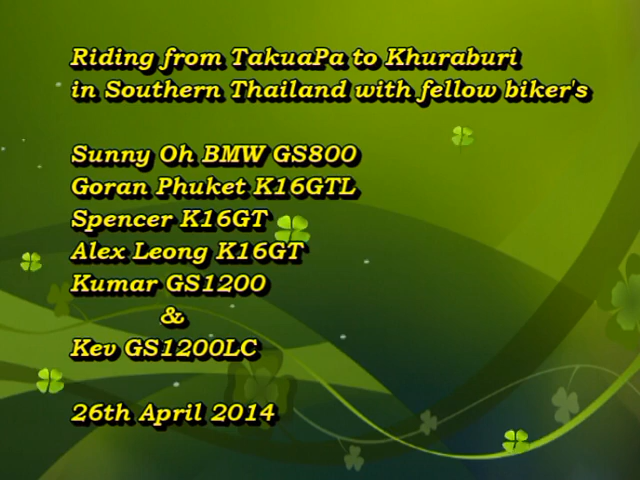 Riding from TakuaPa to Khuraburi
in Southern Thailand with fellow biker's
Sunny Oh BMW GS800
Goran Phuket K16GTL
Spencer K16GT
Alex Leong K16GT
Kumar GS1200
&
Kev GS1200LC
26th April 2014